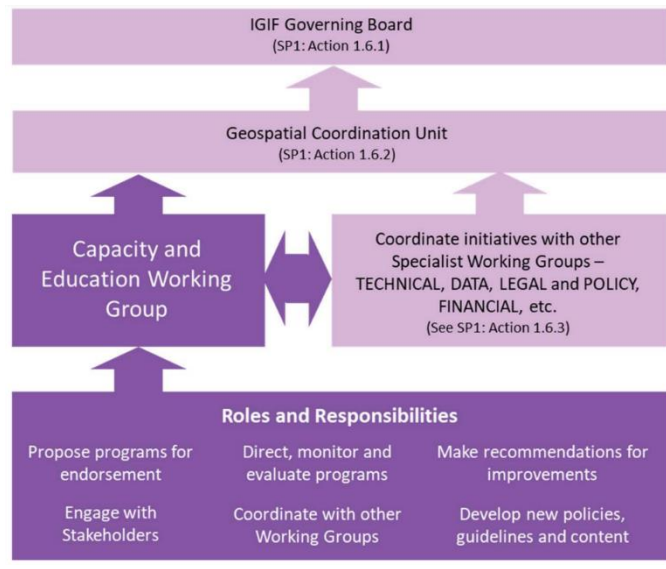 IGIF Governing Board
(SP1: Action 1.6.1)
Geospatial Coordination Unit
(SP1: Action 1.6.2)
Capacity and
Education Working
Group
Coordinate initiatives with other
Specialist Working Groups –
TECHNICAL, DATA, LEGAL and POLICY,
FINANCIAL, etc.
(See SP1: Action 1.6.3)
Roles and Responsibilities
Propose programs for
endorsement
Direct, monitor and
evaluate programs
Make recommendations for
improvements
Engage with
Stakeholders
Coordinate with other
Working Groups
Develop new policies,
guidelines and content